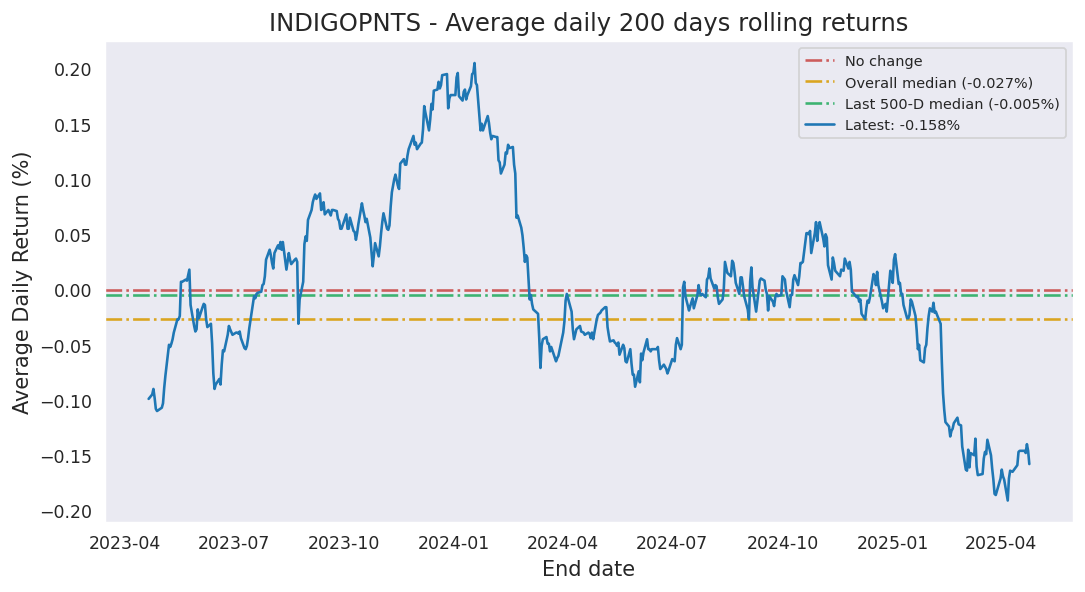 INDIGOPNTS - Average daily 200 days rolling returns
No change
Overall median (-0.027%)
Last 500-D median (-0.005%)
Latest: -0.158%
Average Daily Return (%)
0.20
0.15
0.10
0.05
0.00
−0.05
−0.10
−0.15
−0.20
2023-04 2023-07 2023-10 2024-01 2024-04 2024-07 2024-10 2025-01 2025-04
End date